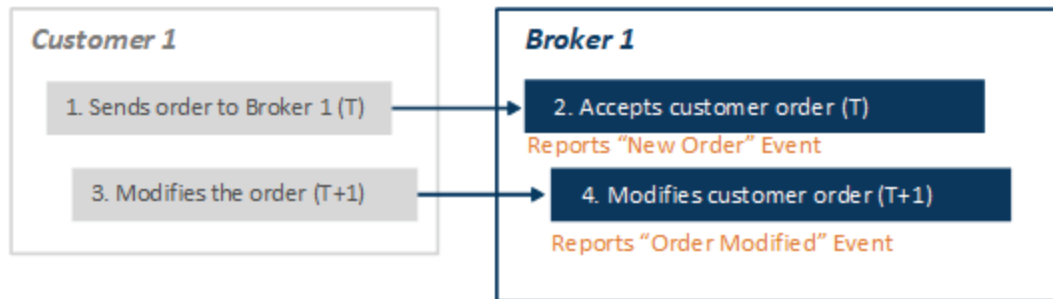 Customer 1
Broker 1
1. Sends order to Broker 1 (T)
2. Accepts customer order (T)
Reports “New Order” Event
3. Modifies the order (T+1)
4. Modifies customer order (T+1)
Reports “Order Modified” Event